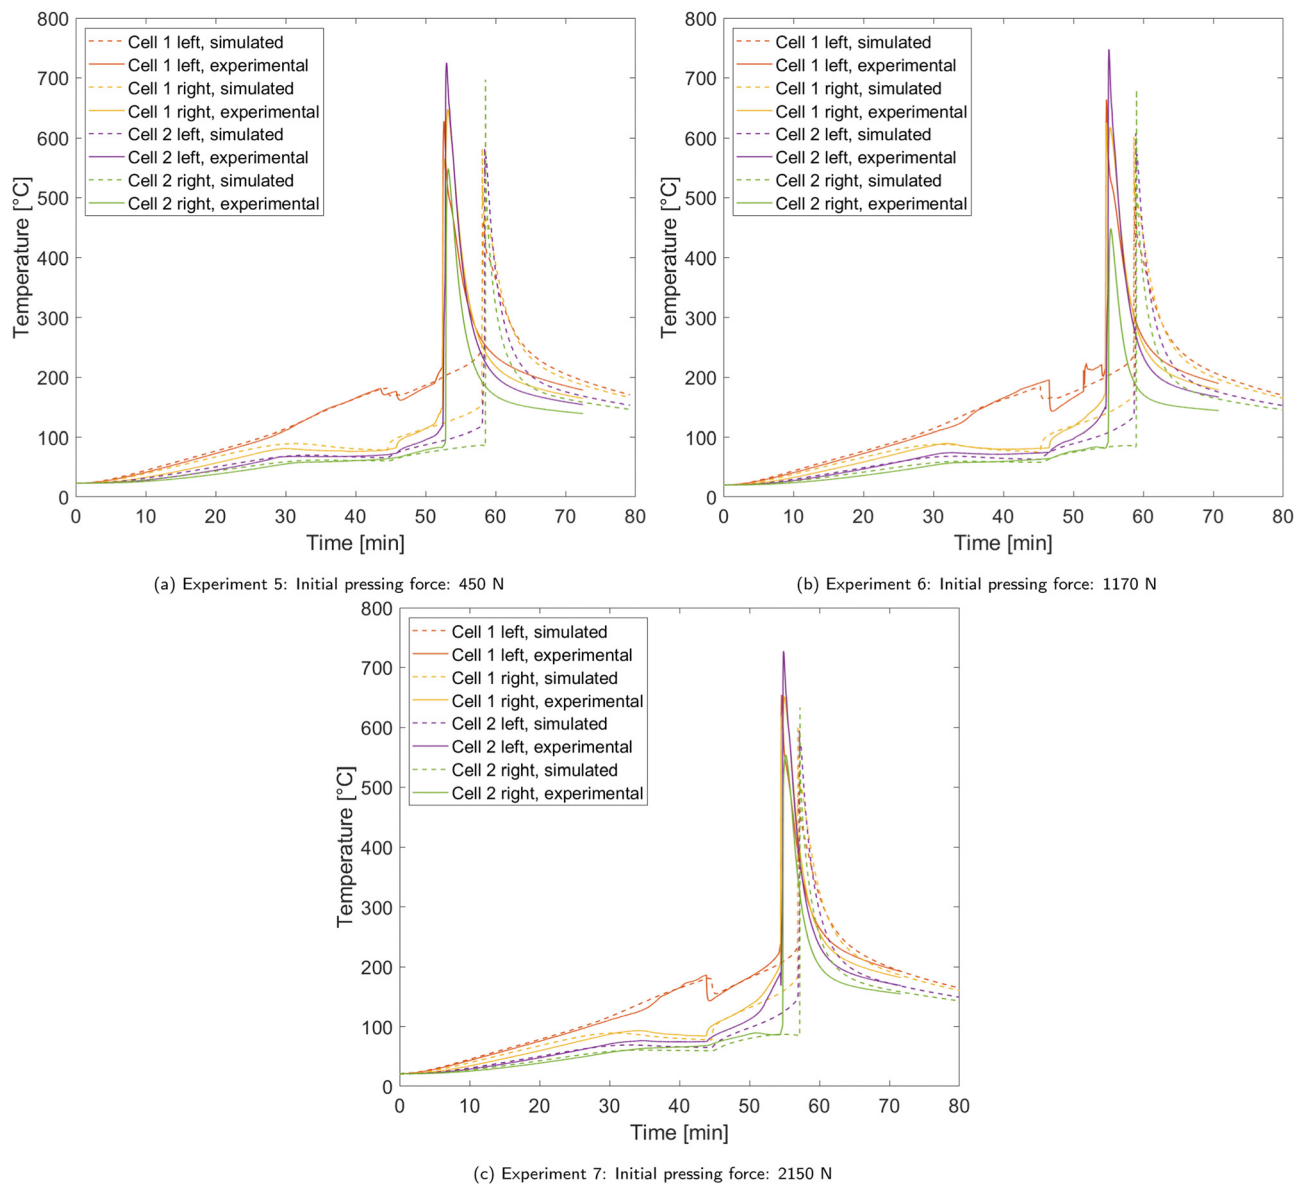 800
700
600
500
400
300
200
100
0
Temperature [°C]
Cell 1 left, simulated
Cell 1 left, experimental
Cell 1 right, simulated
Cell 1 right, experimental
Cell 2 left, simulated
Cell 2 left, experimental
Cell 2 right, simulated
Cell 2 right, experimental
0 10 20 30 40 50 60 70 80
Time [min]
(a) Experiment 5: Initial pressing force: 450 N
800
700
600
500
400
300
200
100
0
Temperature [°C]
Cell 1 left, simulated
Cell 1 left, experimental
Cell 1 right, simulated
Cell 1 right, experimental
Cell 2 left, simulated
Cell 2 left, experimental
Cell 2 right, simulated
Cell 2 right, experimental
0 10 20 30 40 50 60 70 80
Time [min]
(b) Experiment 6: Initial pressing force: 1170 N
800
700
600
500
400
300
200
100
0
Temperature [°C]
Cell 1 left, simulated
Cell 1 left, experimental
Cell 1 right, simulated
Cell 1 right, experimental
Cell 2 left, simulated
Cell 2 left, experimental
Cell 2 right, simulated
Cell 2 right, experimental
0 10 20 30 40 50 60 70 80
Time [min]
(c) Experiment 7: Initial pressing force: 2150 N